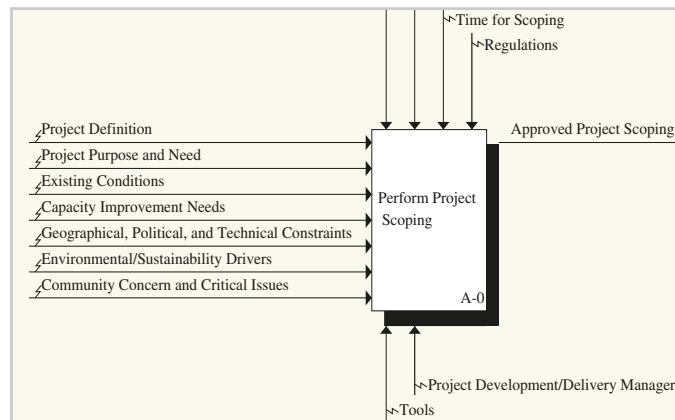 Time for Scoping
Regulations
Project Definition
Approved Project Scoping
Project Purpose and Need
Existing Conditions
Capacity Improvement Needs
Perform Project
Scoping
Geographical, Political, and Technical Constraints
Environmental/Sustainability Drivers
Community Concern and Critical Issues
A-0
Project Development/Delivery Manager
Tools